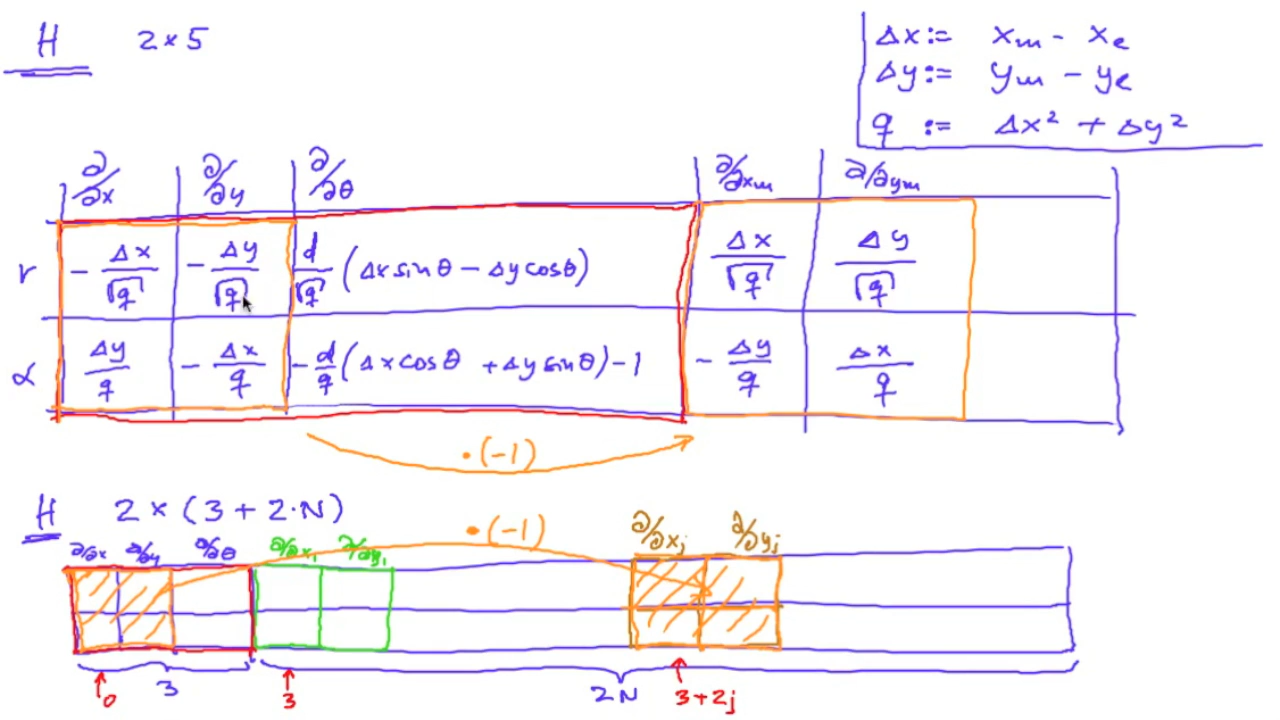 H 2×5
Δx := xₘ − xₑ
Δy := yₘ − yₑ
q := Δx² + Δy²
∂/∂x ∂/∂y ∂/∂θ ∂/∂xₘ ∂/∂yₘ
r −Δx/√q −Δy/√q d/√q (Δx sin θ − Δy cos θ) Δx/√q Δy/√q
α Δy/q −Δx/q −d/q (Δx cos θ + Δy sin θ) − 1 −Δy/q Δx/q
·(−1)
H 2 × (3 + 2·N)
·(−1)
∂/∂x ∂/∂y ∂/∂θ ∂/∂x₁ ∂/∂y₁ ∂/∂xⱼ ∂/∂yⱼ
0 3 3 2N 3+2j